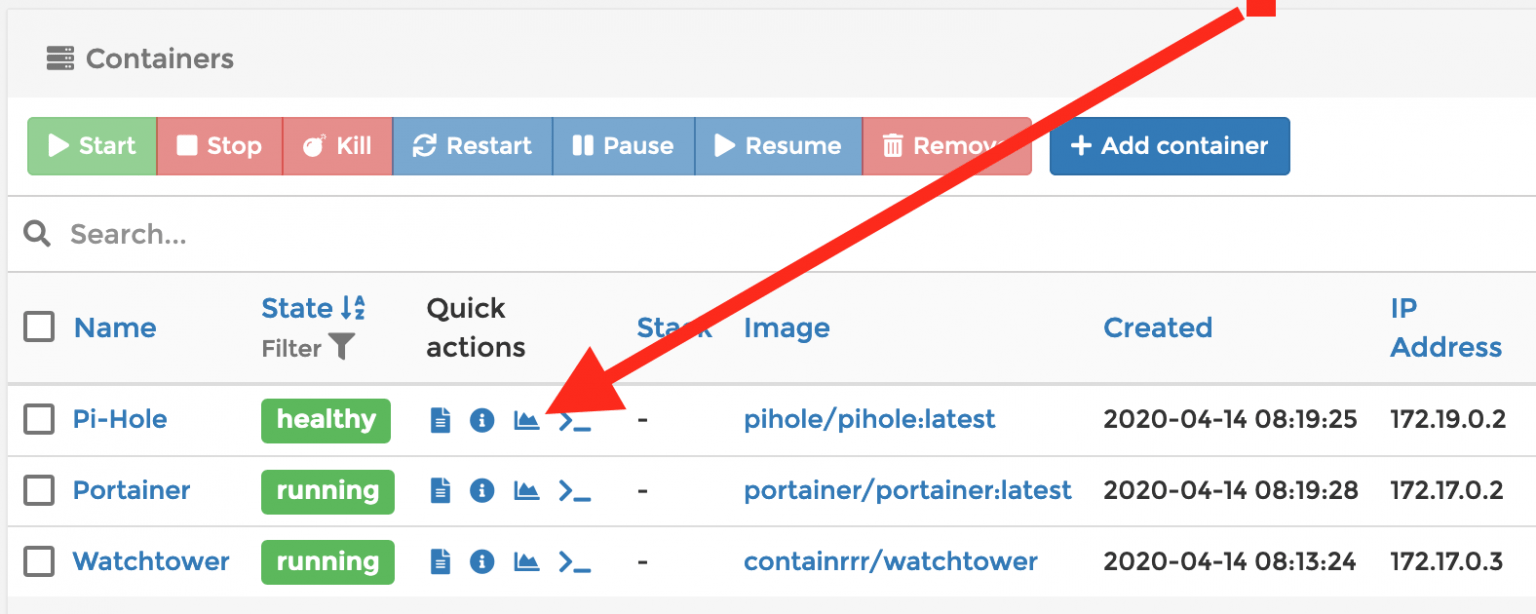 Containers
Start Stop Kill Restart Pause Resume Remove Add container
Search...
Name State Quick actions Stack Image Created IP Address
Filter
Pi-Hole healthy - pihole/pihole:latest 2020-04-14 08:19:25 172.19.0.2
Portainer running - portainer/portainer:latest 2020-04-14 08:19:28 172.17.0.2
Watchtower running - containrrr/watchtower 2020-04-14 08:13:24 172.17.0.3